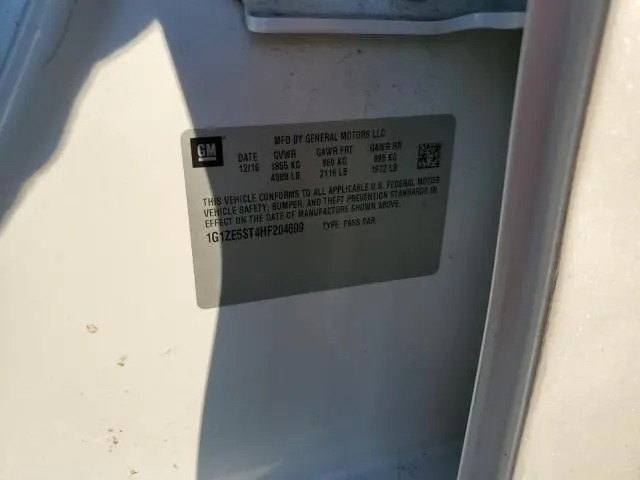 GM
MFD BY GENERAL MOTORS LLC
DATE GVWR GAWR FRT GAWR RR
12/16 1855 KG 960 KG 895 KG
4089 LB 2116 LB 1972 LB
THIS VEHICLE CONFORMS TO ALL APPLICABLE U.S. FEDERAL MOTOR
VEHICLE SAFETY, BUMPER, AND THEFT PREVENTION STANDARDS IN
EFFECT ON THE DATE OF MANUFACTURE SHOWN ABOVE.
1G1ZE5ST4HF204699 TYPE: PASS CAR